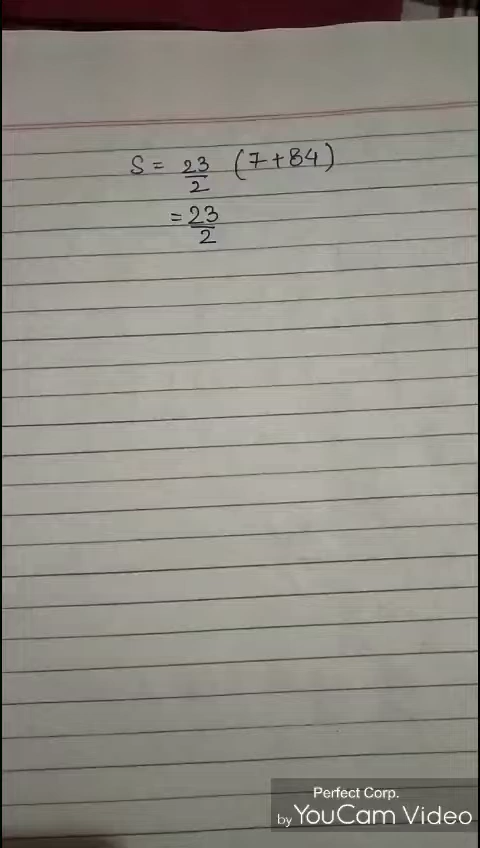 S = 23/2 (7+84)
= 23/2
Perfect Corp.
by YouCam Video